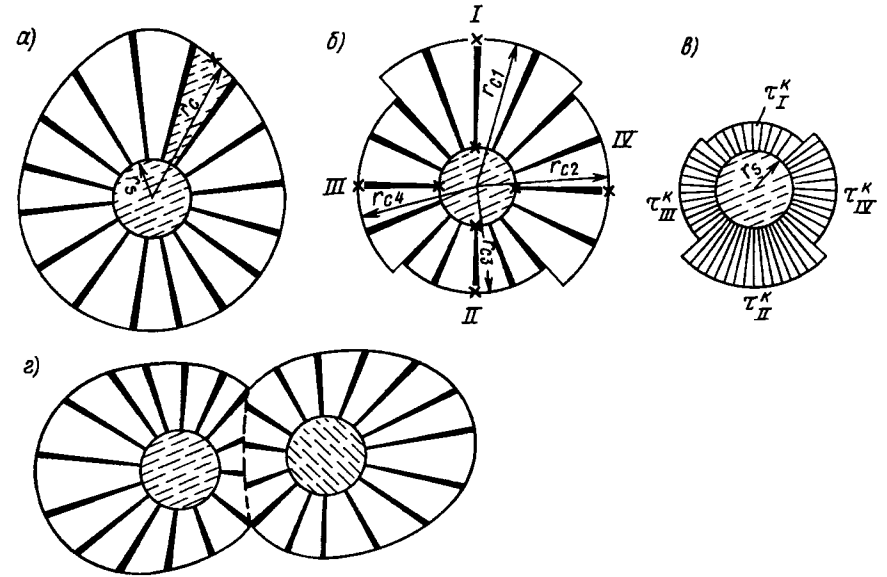 а)
r_c
r_s
б)
I
r_c1
IV
r_c2
III
r_c4
r_c3
II
в)
τ_I^к
r_s
τ_III^к
τ_IV^к
τ_II^к
г)